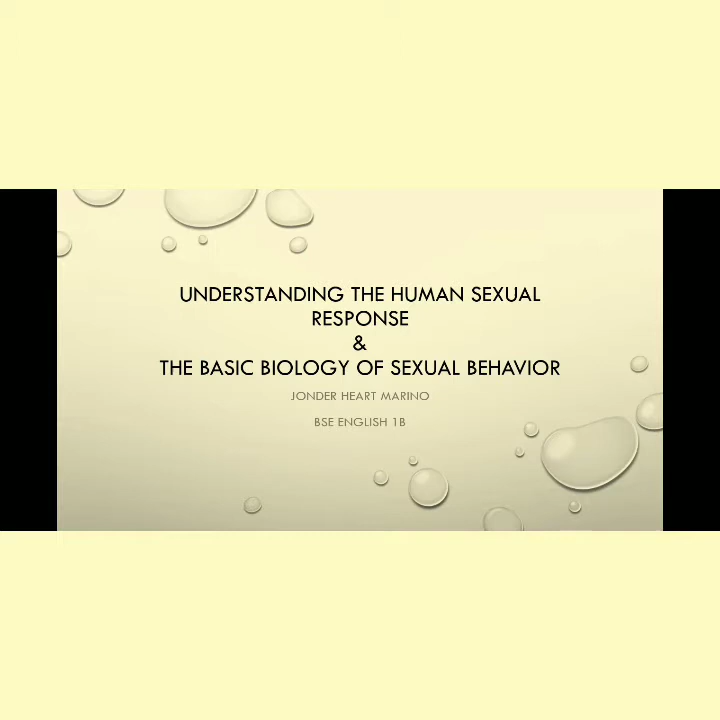 UNDERSTANDING THE HUMAN SEXUAL
RESPONSE
&
THE BASIC BIOLOGY OF SEXUAL BEHAVIOR
JONDER HEART MARINO
BSE ENGLISH 1B